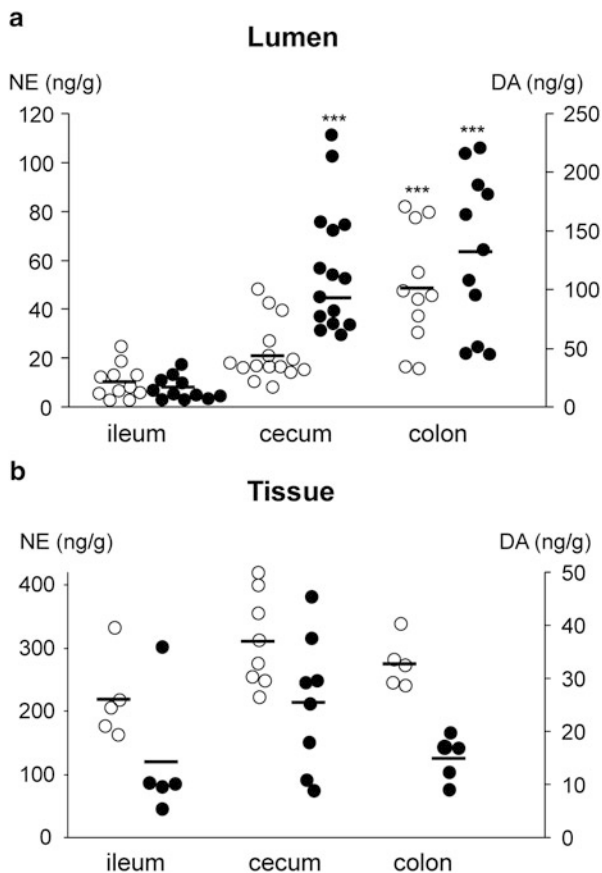 a
Lumen
NE (ng/g) DA (ng/g)
120 250
100 200
80 150
60
40 100
20 50
0 0
*** *** ***
ileum cecum colon
b
Tissue
NE (ng/g) DA (ng/g)
400 50
300 40
200 30
100 20
0 10
0
ileum cecum colon